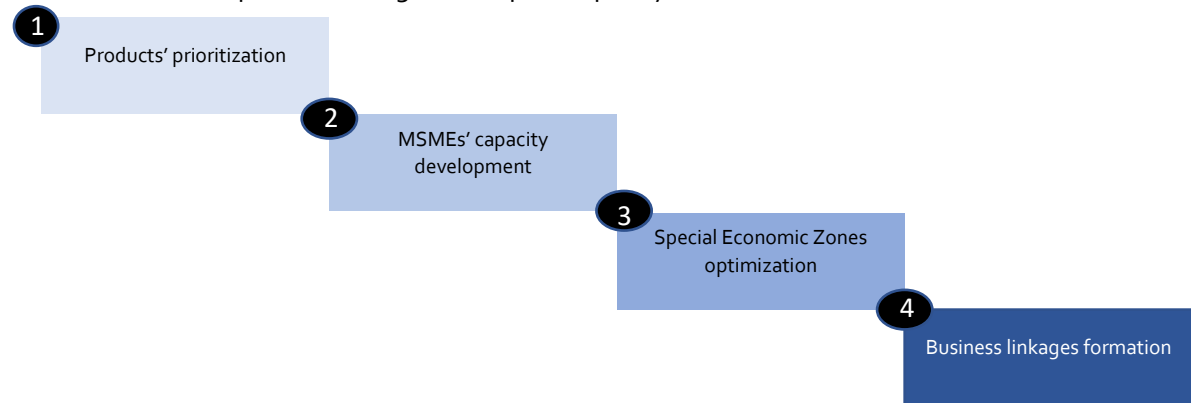 1
Products' prioritization
2
MSMEs' capacity
development
3
Special Economic Zones
optimization
4
Business linkages formation